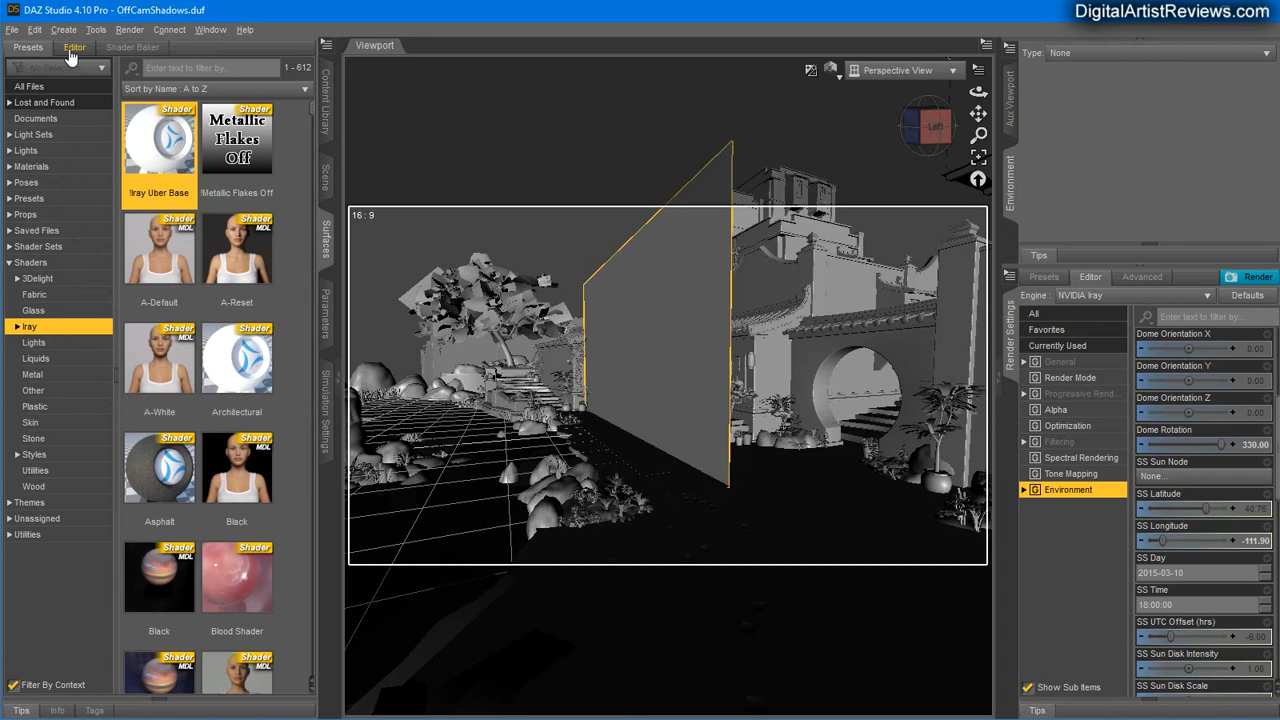 DAZ Studio 4.10 Pro - OffCamShadows.duf
DigitalArtistReviews.com
File Edit Create Tools Render Connect Window Help
Presets Editor Shader Baker
Enter text to filter by...
1 - 612
Sort by Name : A to Z
All Files
Lost and Found
Documents
Light Sets
Lights
Materials
Poses
Presets
Props
Saved Files
Shader Sets
Shaders
3Delight
Fabric
Glass
Iray
Lights
Liquids
Metal
Other
Plastic
Skin
Stone
Styles
Utilities
Wood
Themes
Unassigned
Utilities
Filter By Context
Tips Info Tags
Shader
!Iray Uber Base
Shader
Metallic
Flakes
Off
!Metallic Flakes Off
Shader
MDL
A-Default
Shader
MDL
A-Reset
Shader
MDL
A-White
Shader
Architectural
Shader
Asphalt
Shader
MDL
Black
Shader
MDL
Black
Shader
Blood Shader
Shader
MDL
Shader
MDL
Content Library
Scene
Surfaces
Parameters
Simulation Settings
Viewport
Perspective View
Left
16 : 9
Aux Viewport
Environment
Type: None
Tips
Render Settings
Presets Editor Advanced Render
Engine : NVIDIA Iray Defaults
All
Favorites
Currently Used
G General
G Render Mode
G Progressive Rend...
G Alpha
G Optimization
G Filtering
G Spectral Rendering
G Tone Mapping
G Environment
Enter text to filter by...
Dome Orientation X
0.00
Dome Orientation Y
0.00
Dome Orientation Z
0.00
Dome Rotation
330.00
SS Sun Node
None...
SS Latitude
40.76
SS Longitude
-111.90
SS Day
2015-03-10
SS Time
18:00:00
SS UTC Offset (hrs)
-6.00
SS Sun Disk Intensity
1.00
SS Sun Disk Scale
Show Sub Items
Tips